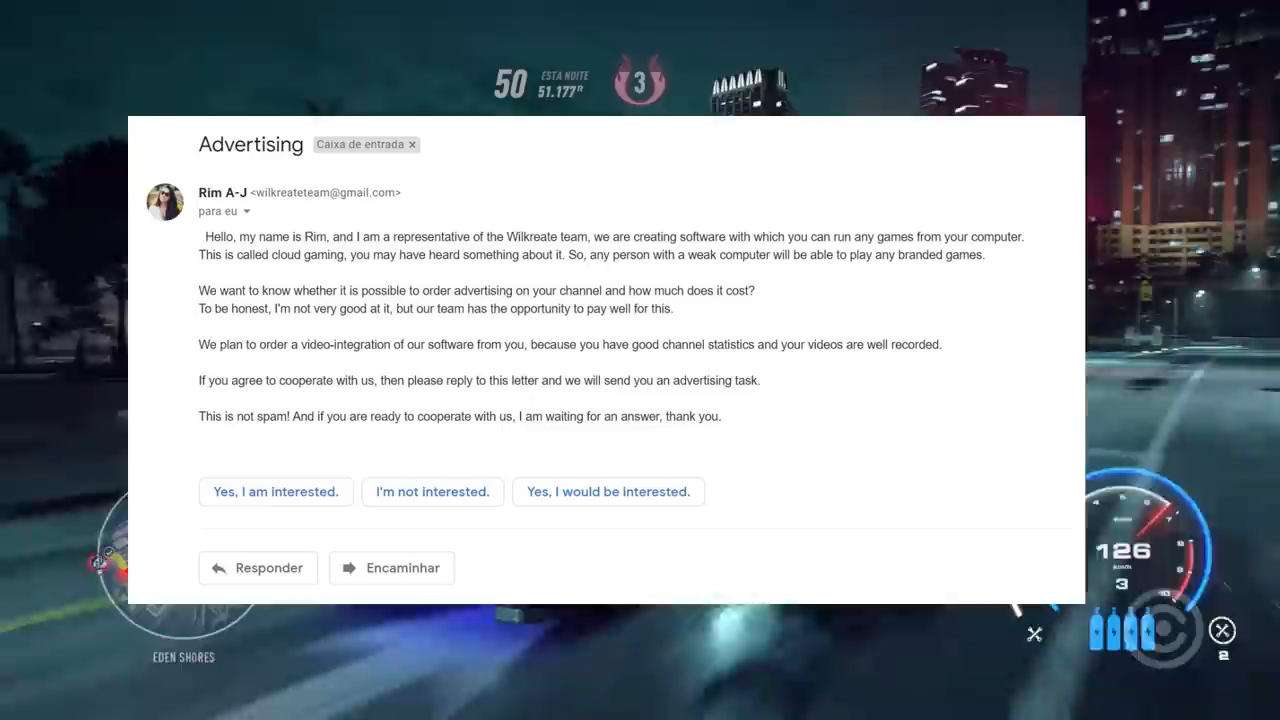 50
ESTA NOITE
51.177R
3
Advertising
Caixa de entrada ×
Rim A-J <wilkreateteam@gmail.com>
para eu
Hello, my name is Rim, and I am a representative of the Wilkreate team, we are creating software with which you can run any games from your computer.
This is called cloud gaming, you may have heard something about it. So, any person with a weak computer will be able to play any branded games.
We want to know whether it is possible to order advertising on your channel and how much does it cost?
To be honest, I'm not very good at it, but our team has the opportunity to pay well for this.
We plan to order a video-integration of our software from you, because you have good channel statistics and your videos are well recorded.
If you agree to cooperate with us, then please reply to this letter and we will send you an advertising task.
This is not spam! And if you are ready to cooperate with us, I am waiting for an answer, thank you.
Yes, I am interested.
I'm not interested.
Yes, I would be interested.
Responder
Encaminhar
126
3
2
EDEN SHORES